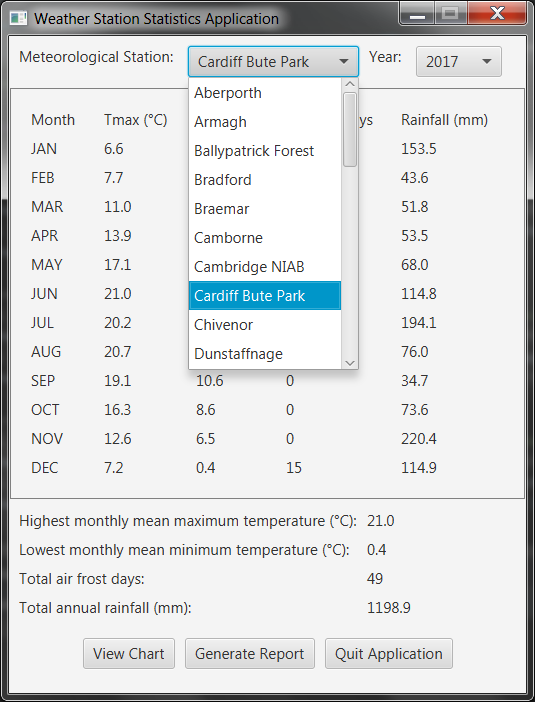 Weather Station Statistics Application
Meteorological Station: Cardiff Bute Park Year: 2017
Aberporth
Month Tmax (°C) Armagh ys Rainfall (mm)
JAN 6.6 Ballypatrick Forest 153.5
FEB 7.7 Bradford 43.6
MAR 11.0 Braemar 51.8
APR 13.9 Camborne 53.5
MAY 17.1 Cambridge NIAB 68.0
JUN 21.0 Cardiff Bute Park 114.8
JUL 20.2 Chivenor 194.1
AUG 20.7 Dunstaffnage 76.0
SEP 19.1 10.6 0 34.7
OCT 16.3 8.6 0 73.6
NOV 12.6 6.5 0 220.4
DEC 7.2 0.4 15 114.9
Highest monthly mean maximum temperature (°C): 21.0
Lowest monthly mean minimum temperature (°C): 0.4
Total air frost days: 49
Total annual rainfall (mm): 1198.9
View Chart Generate Report Quit Application